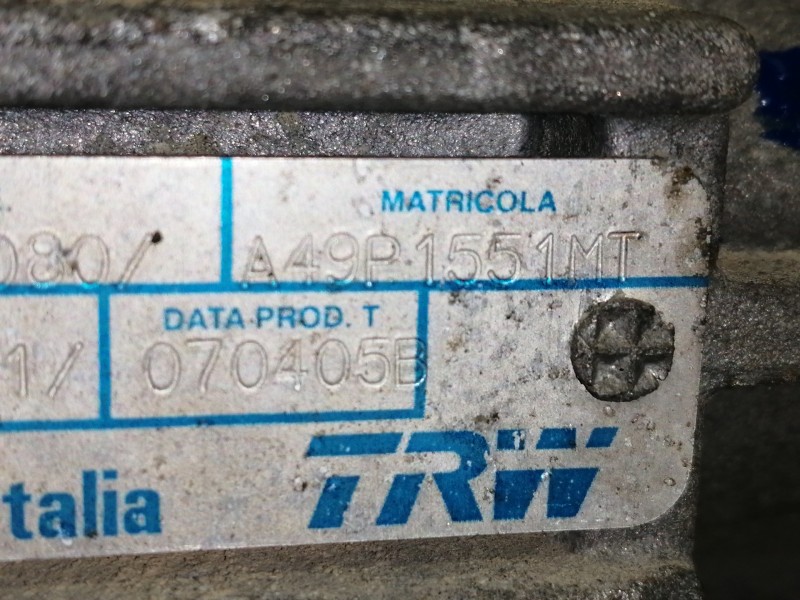 MATRICOLA
080/ A49P1551MT
DATA PROD. T
1/ 070405B
talia TRW